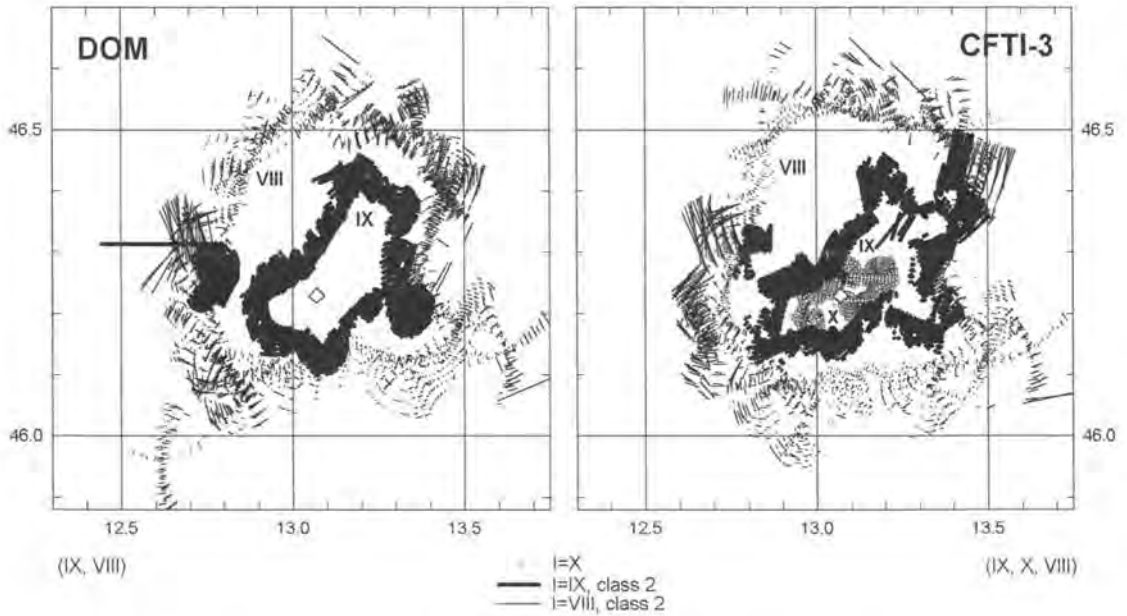 DOM
CFTI-3
46.5
46.5
VIII
IX
VIII
IX
X
46.0
46.0
12.5
13.0
13.5
12.5
13.0
13.5
(IX, VIII)
I=X
(IX, X, VIII)
I=IX, class 2
I=VIII, class 2